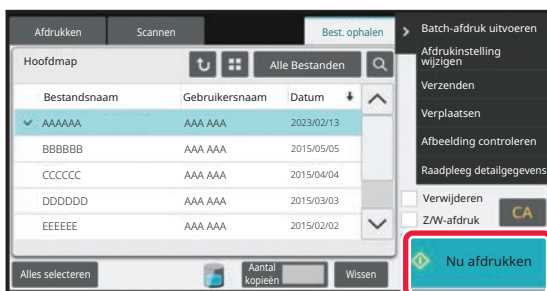 Afdrukken Scannen Best. ophalen
Hoofdmap Alle Bestanden
Bestandsnaam Gebruikersnaam Datum
AAAAAA AAA AAA 2023/02/13
BBBBBB AAA AAA 2015/05/05
CCCCCC AAA AAA 2015/04/04
DDDDDD AAA AAA 2015/03/03
EEEEEE AAA AAA 2015/02/02
Alles selecteren Aantal kopieën Wissen
Batch-afdruk uitvoeren
Afdrukinstelling
wijzigen
Verzenden
Verplaatsen
Afbeelding controleren
Raadpleeg detailgegevens
Verwijderen
Z/W-afdruk CA
Nu afdrukken